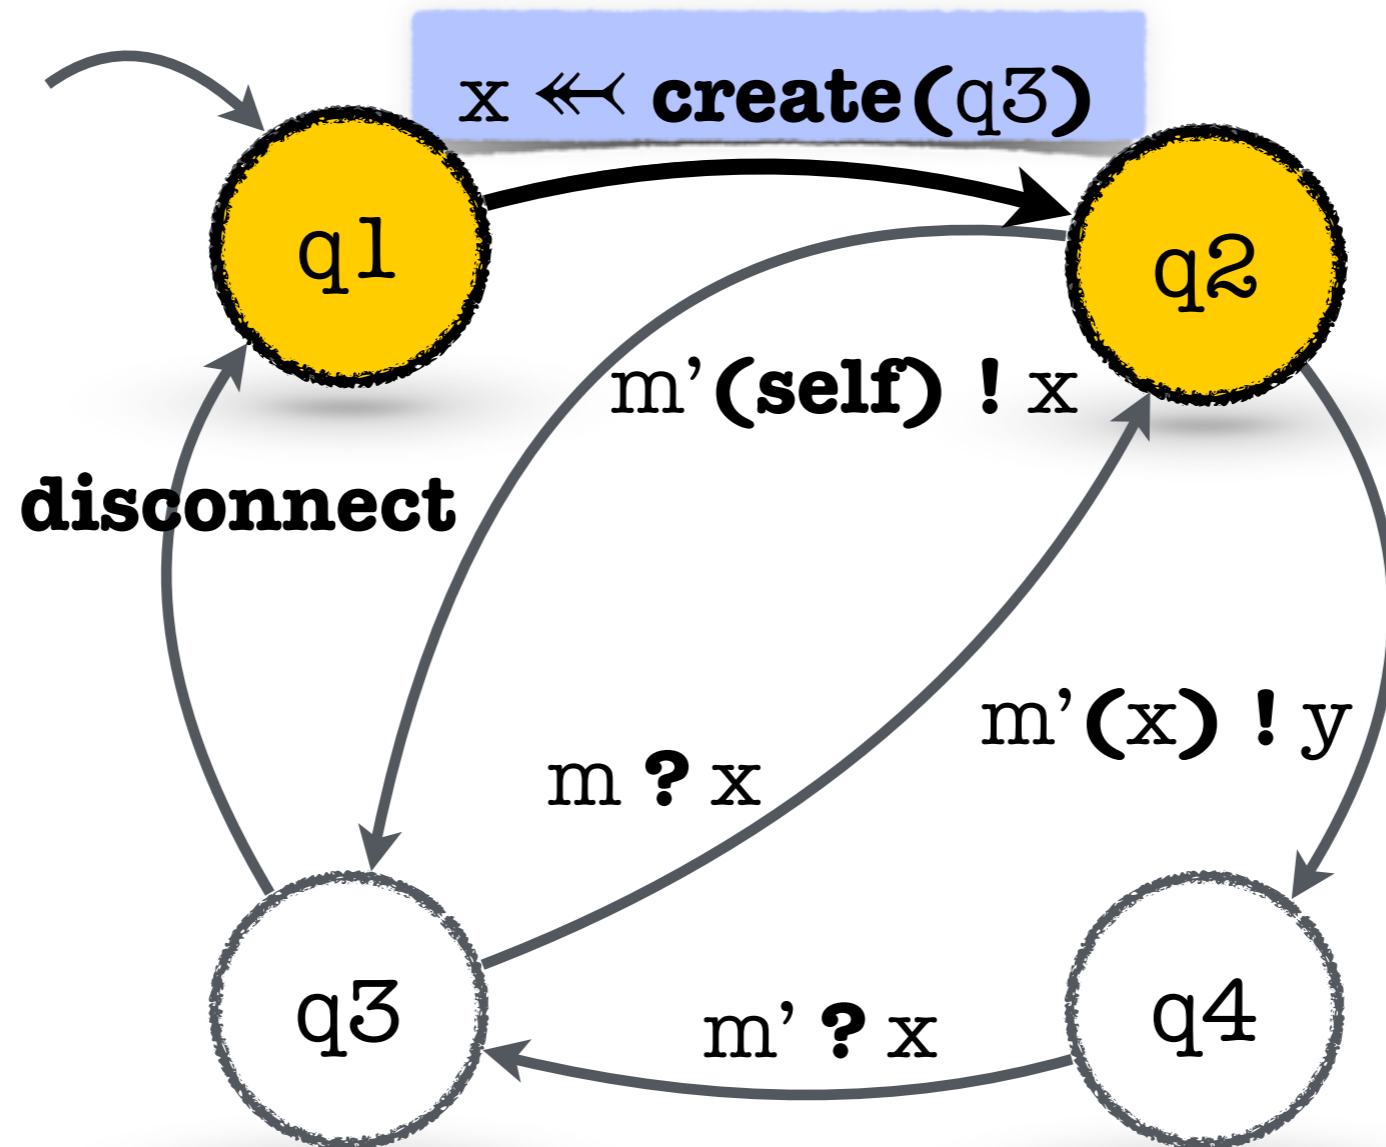 x ⤛ create(q3)
q1
q2
m’(self) ! x
disconnect
m’(x) ! y
m ? x
q3
m’ ? x
q4